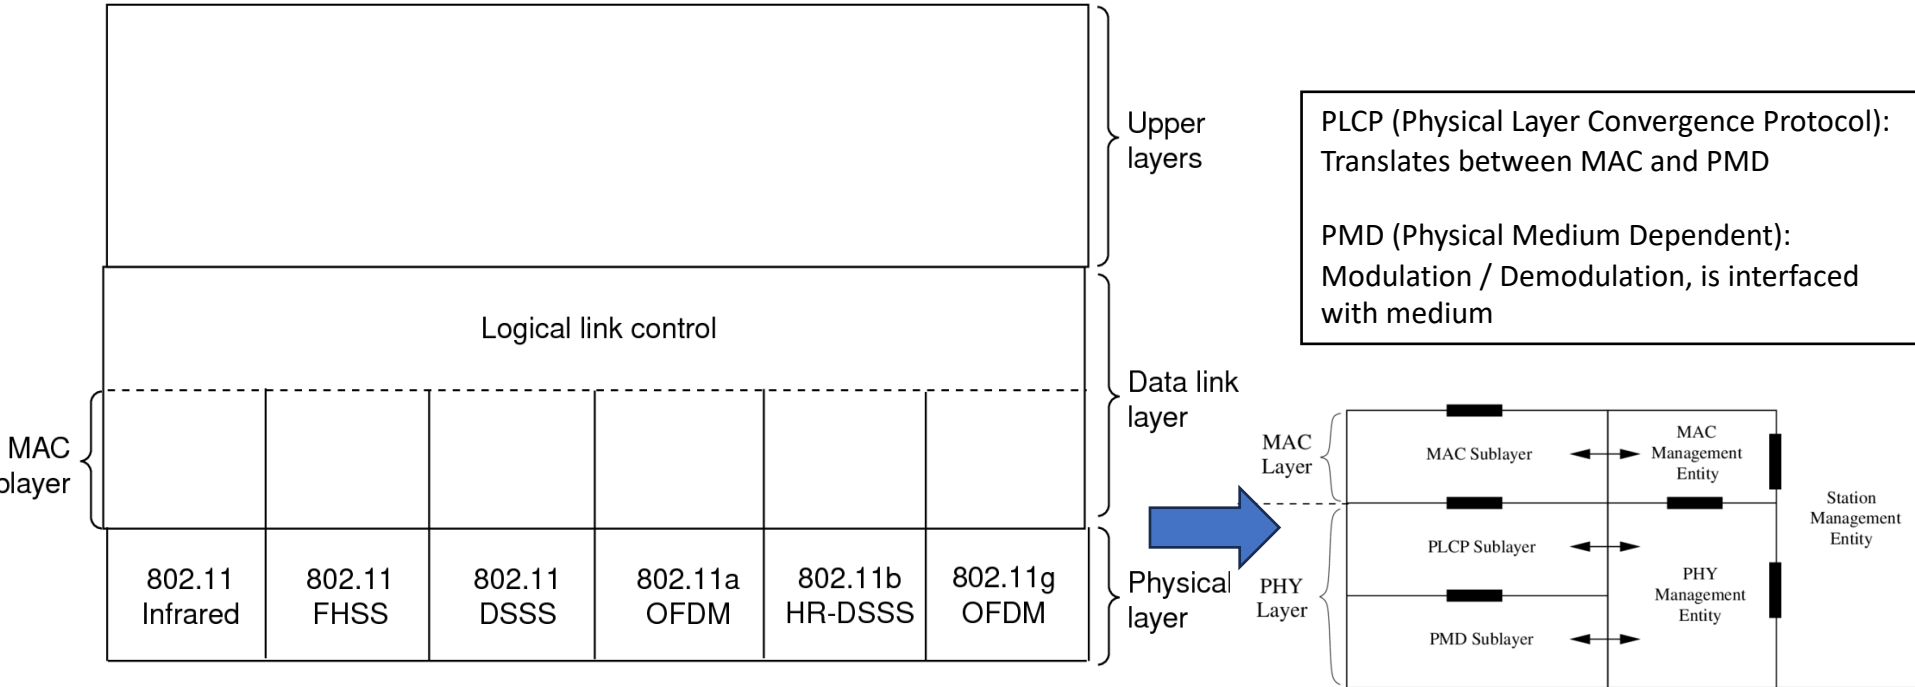 Upper
layers
Logical link control
Data link
layer
MAC
blayer
802.11
Infrared
802.11
FHSS
802.11
DSSS
802.11a
OFDM
802.11b
HR-DSSS
802.11g
OFDM
Physical
layer
PLCP (Physical Layer Convergence Protocol):
Translates between MAC and PMD
PMD (Physical Medium Dependent):
Modulation / Demodulation, is interfaced
with medium
MAC
Layer
MAC Sublayer
MAC
Management
Entity
PHY
Layer
PLCP Sublayer
PMD Sublayer
PHY
Management
Entity
Station
Management
Entity